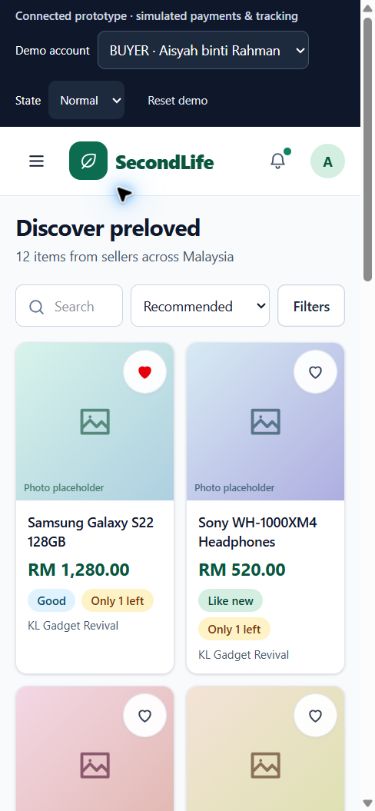 Connected prototype · simulated payments & tracking
Demo account BUYER · Aisyah binti Rahman
State Normal Reset demo
SecondLife A
Discover preloved
12 items from sellers across Malaysia
Search Recommended Filters
Photo placeholder
Samsung Galaxy S22
128GB
RM 1,280.00
Good Only 1 left
KL Gadget Revival
Photo placeholder
Sony WH-1000XM4
Headphones
RM 520.00
Like new
Only 1 left
KL Gadget Revival